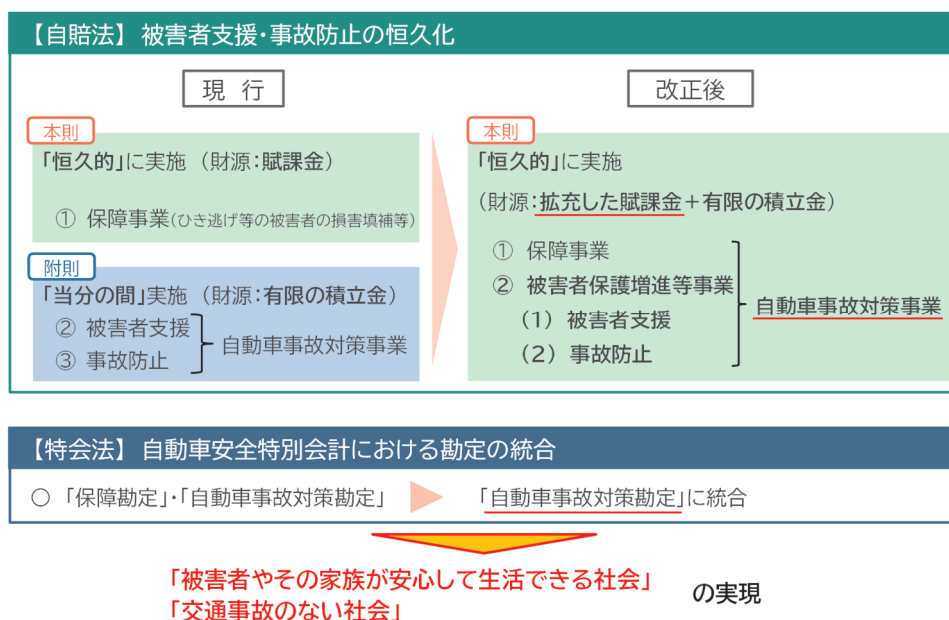 【自賠法】 被害者支援・事故防止の恒久化
現 行
本則
「恒久的」に実施 (財源:賦課金)
① 保障事業(ひき逃げ等の被害者の損害填補等)
附則
「当分の間」実施 (財源:有限の積立金)
② 被害者支援
③ 事故防止
自動車事故対策事業
改正後
本則
「恒久的」に実施
(財源:拡充した賦課金+有限の積立金)
① 保障事業
② 被害者保護増進等事業
(1) 被害者支援
(2) 事故防止
自動車事故対策事業
【特会法】 自動車安全特別会計における勘定の統合
○ 「保障勘定」・「自動車事故対策勘定」 「自動車事故対策勘定」に統合
「被害者やその家族が安心して生活できる社会」
「交通事故のない社会」
の実現